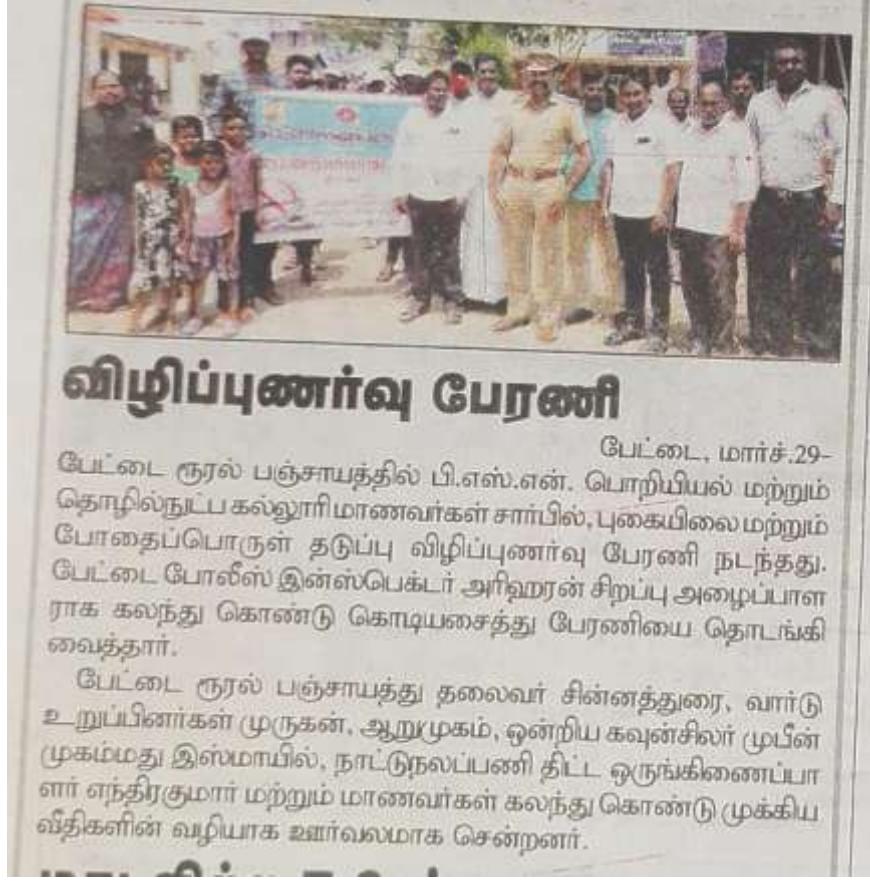 விழிப்புணர்வு பேரணி
பேட்டை, மார்ச்.29-
பேட்டை ரூரல் பஞ்சாயத்தில் பி.எஸ்.என். பொறியியல் மற்றும்
தொழில்நுட்ப கல்லூரி மாணவர்கள் சார்பில், புகையிலை மற்றும்
போதைப்பொருள் தடுப்பு விழிப்புணர்வு பேரணி நடந்தது.
பேட்டை போலீஸ் இன்ஸ்பெக்டர் அரிஹரன் சிறப்பு அழைப்பாள
ராக கலந்து கொண்டு கொடியசைத்து பேரணியை தொடங்கி
வைத்தார்.
பேட்டை ரூரல் பஞ்சாயத்து தலைவர் சின்னத்துரை, வார்டு
உறுப்பினர்கள் முருகன், ஆறுமுகம், ஒன்றிய கவுன்சிலர் முபீன்
முகம்மது இஸ்மாயில், நாட்டுநலப்பணி திட்ட ஒருங்கிணைப்பா
ளர் எந்திரகுமார் மற்றும் மாணவர்கள் கலந்து கொண்டு முக்கிய
வீதிகளின் வழியாக ஊர்வலமாக சென்றனர்.